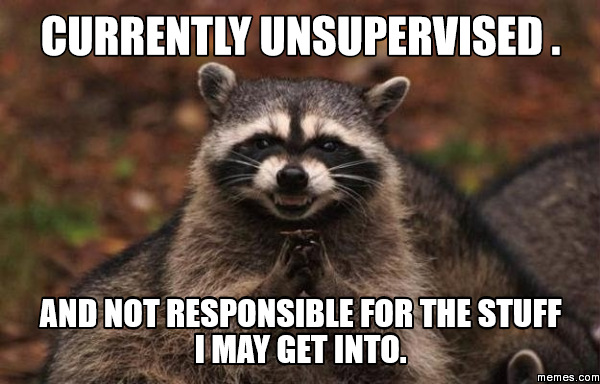 CURRENTLY UNSUPERVISED .
AND NOT RESPONSIBLE FOR THE STUFF
I MAY GET INTO.
memes.com